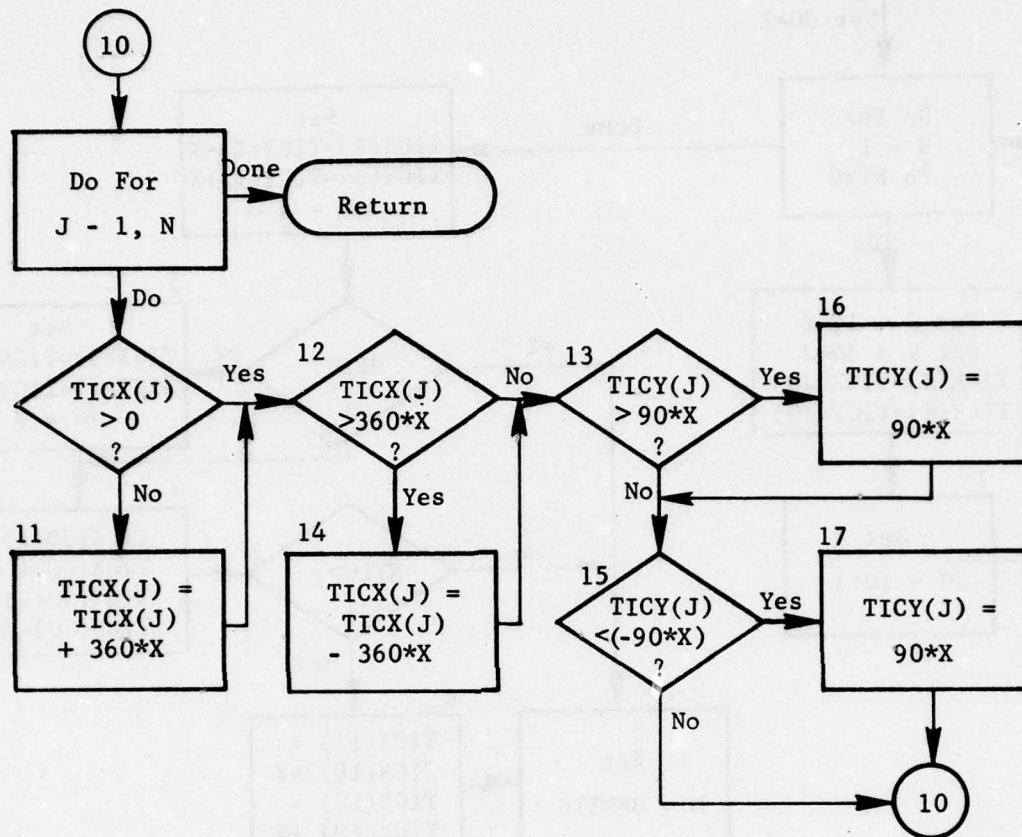 10
Do For
J - 1, N
Done
Return
Do
TICX(J)
>0
?
Yes
No
11
TICX(J) =
TICX(J)
+ 360*X
12
TICX(J)
>360*X
?
No
Yes
14
TICX(J) =
TICX(J)
- 360*X
13
TICY(J)
>90*X
?
Yes
No
16
TICY(J) =
90*X
15
TICY(J)
<(-90*X)
?
Yes
No
17
TICY(J) =
90*X
10